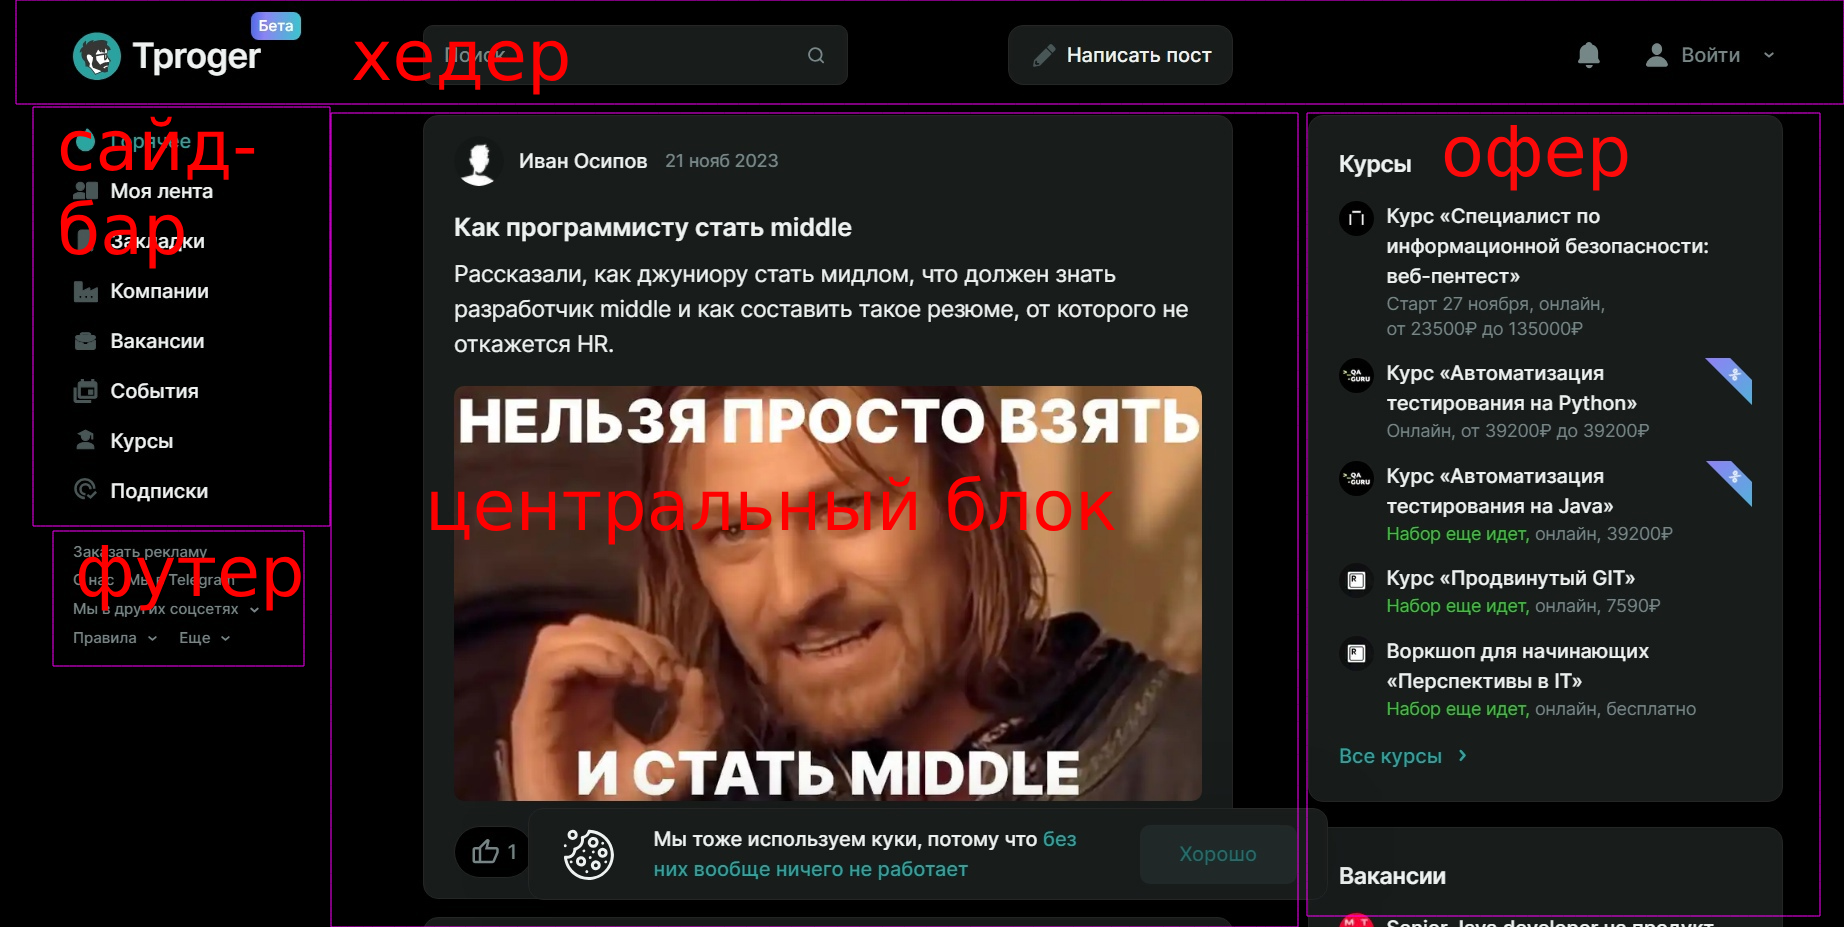 Бета
Tproger
Поиск
хедер
Написать пост
Войти
сайд-
бар
Горячее
Моя лента
Закладки
Компании
Вакансии
События
Курсы
Подписки
футер
Заказать рекламу
О нас Мы в Telegram
Мы в других соцсетях
Правила Еще
Иван Осипов 21 нояб 2023
Как программисту стать middle
Рассказали, как джуниору стать мидлом, что должен знать
разработчик middle и как составить такое резюме, от которого не
откажется HR.
НЕЛЬЗЯ ПРОСТО ВЗЯТЬ
центральный блок
И СТАТЬ MIDDLE
1
Мы тоже используем куки, потому что без
них вообще ничего не работает
Хорошо
Курсы
офер
Курс «Специалист по
информационной безопасности:
веб-пентест»
Старт 27 ноября, онлайн,
от 23500₽ до 135000₽
>_QA
-GURU
Курс «Автоматизация
тестирования на Python»
Онлайн, от 39200₽ до 39200₽
>_QA
-GURU
Курс «Автоматизация
тестирования на Java»
Набор еще идет, онлайн, 39200₽
R
Курс «Продвинутый GIT»
Набор еще идет, онлайн, 7590₽
R
Воркшоп для начинающих
«Перспективы в IT»
Набор еще идет, онлайн, бесплатно
Все курсы
Вакансии
МТ
Senior Java developer на продукт